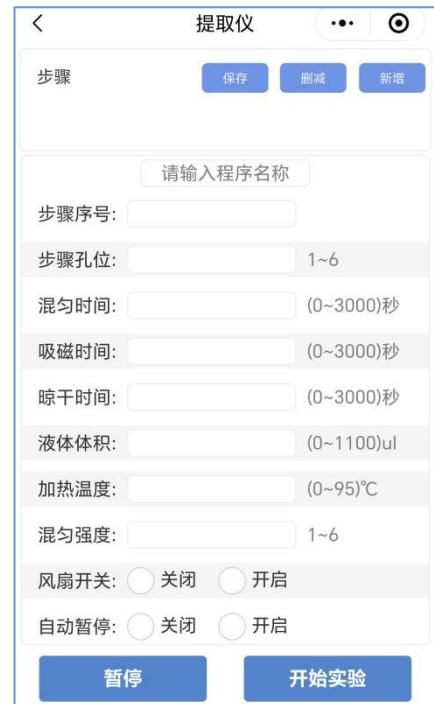 提取仪
步骤 保存 删减 新增
请输入程序名称
步骤序号:
步骤孔位: 1~6
混匀时间: (0~3000)秒
吸磁时间: (0~3000)秒
晾干时间: (0~3000)秒
液体体积: (0~1100)ul
加热温度: (0~95)℃
混匀强度: 1~6
风扇开关: 关闭 开启
自动暂停: 关闭 开启
暂停 开始实验